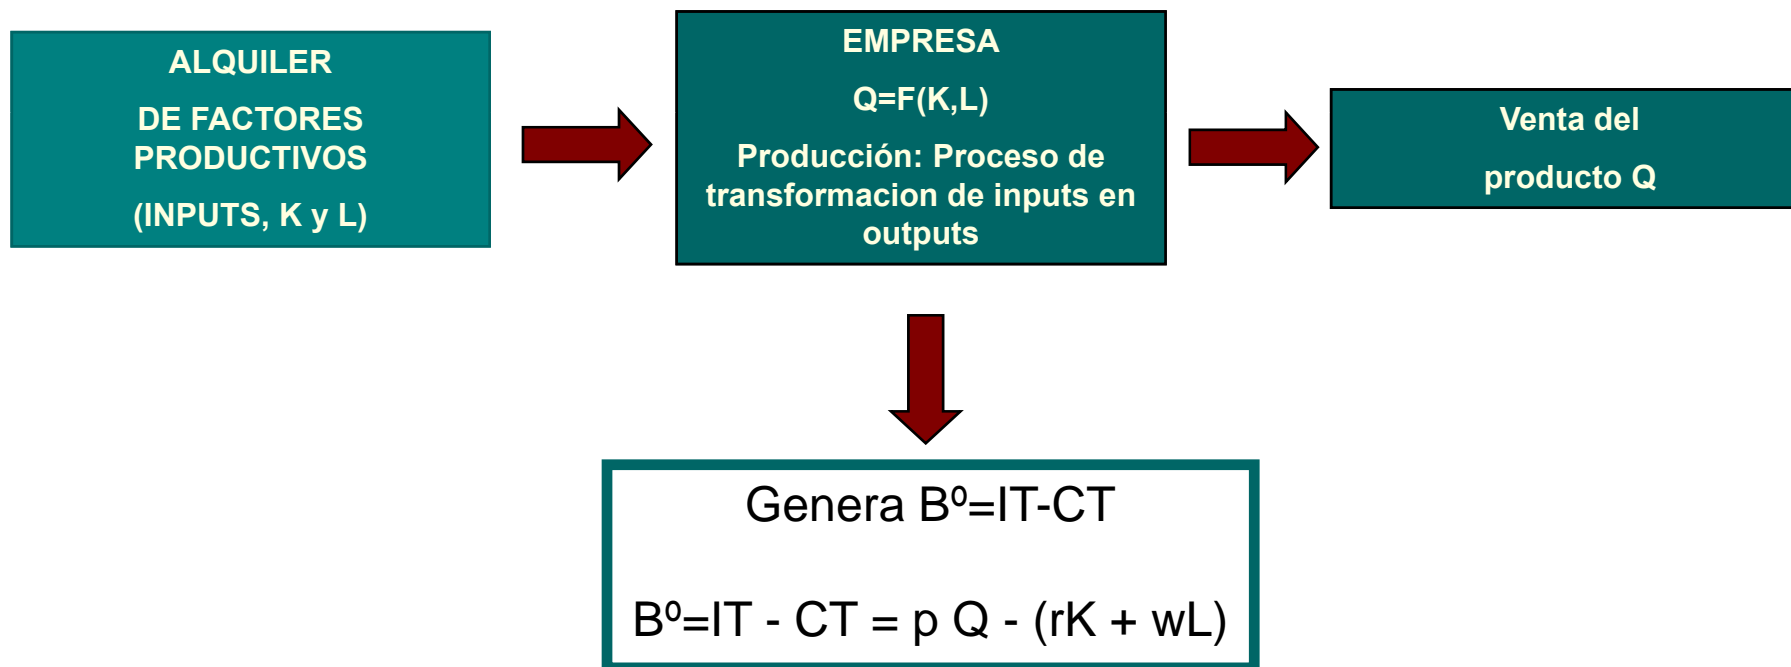 ALQUILER
DE FACTORES
PRODUCTIVOS
(INPUTS, K y L)
EMPRESA
Q=F(K,L)
Producción: Proceso de
transformacion de inputs en
outputs
Venta del
producto Q
Genera Bº=IT-CT
Bº=IT - CT = p Q - (rK + wL)